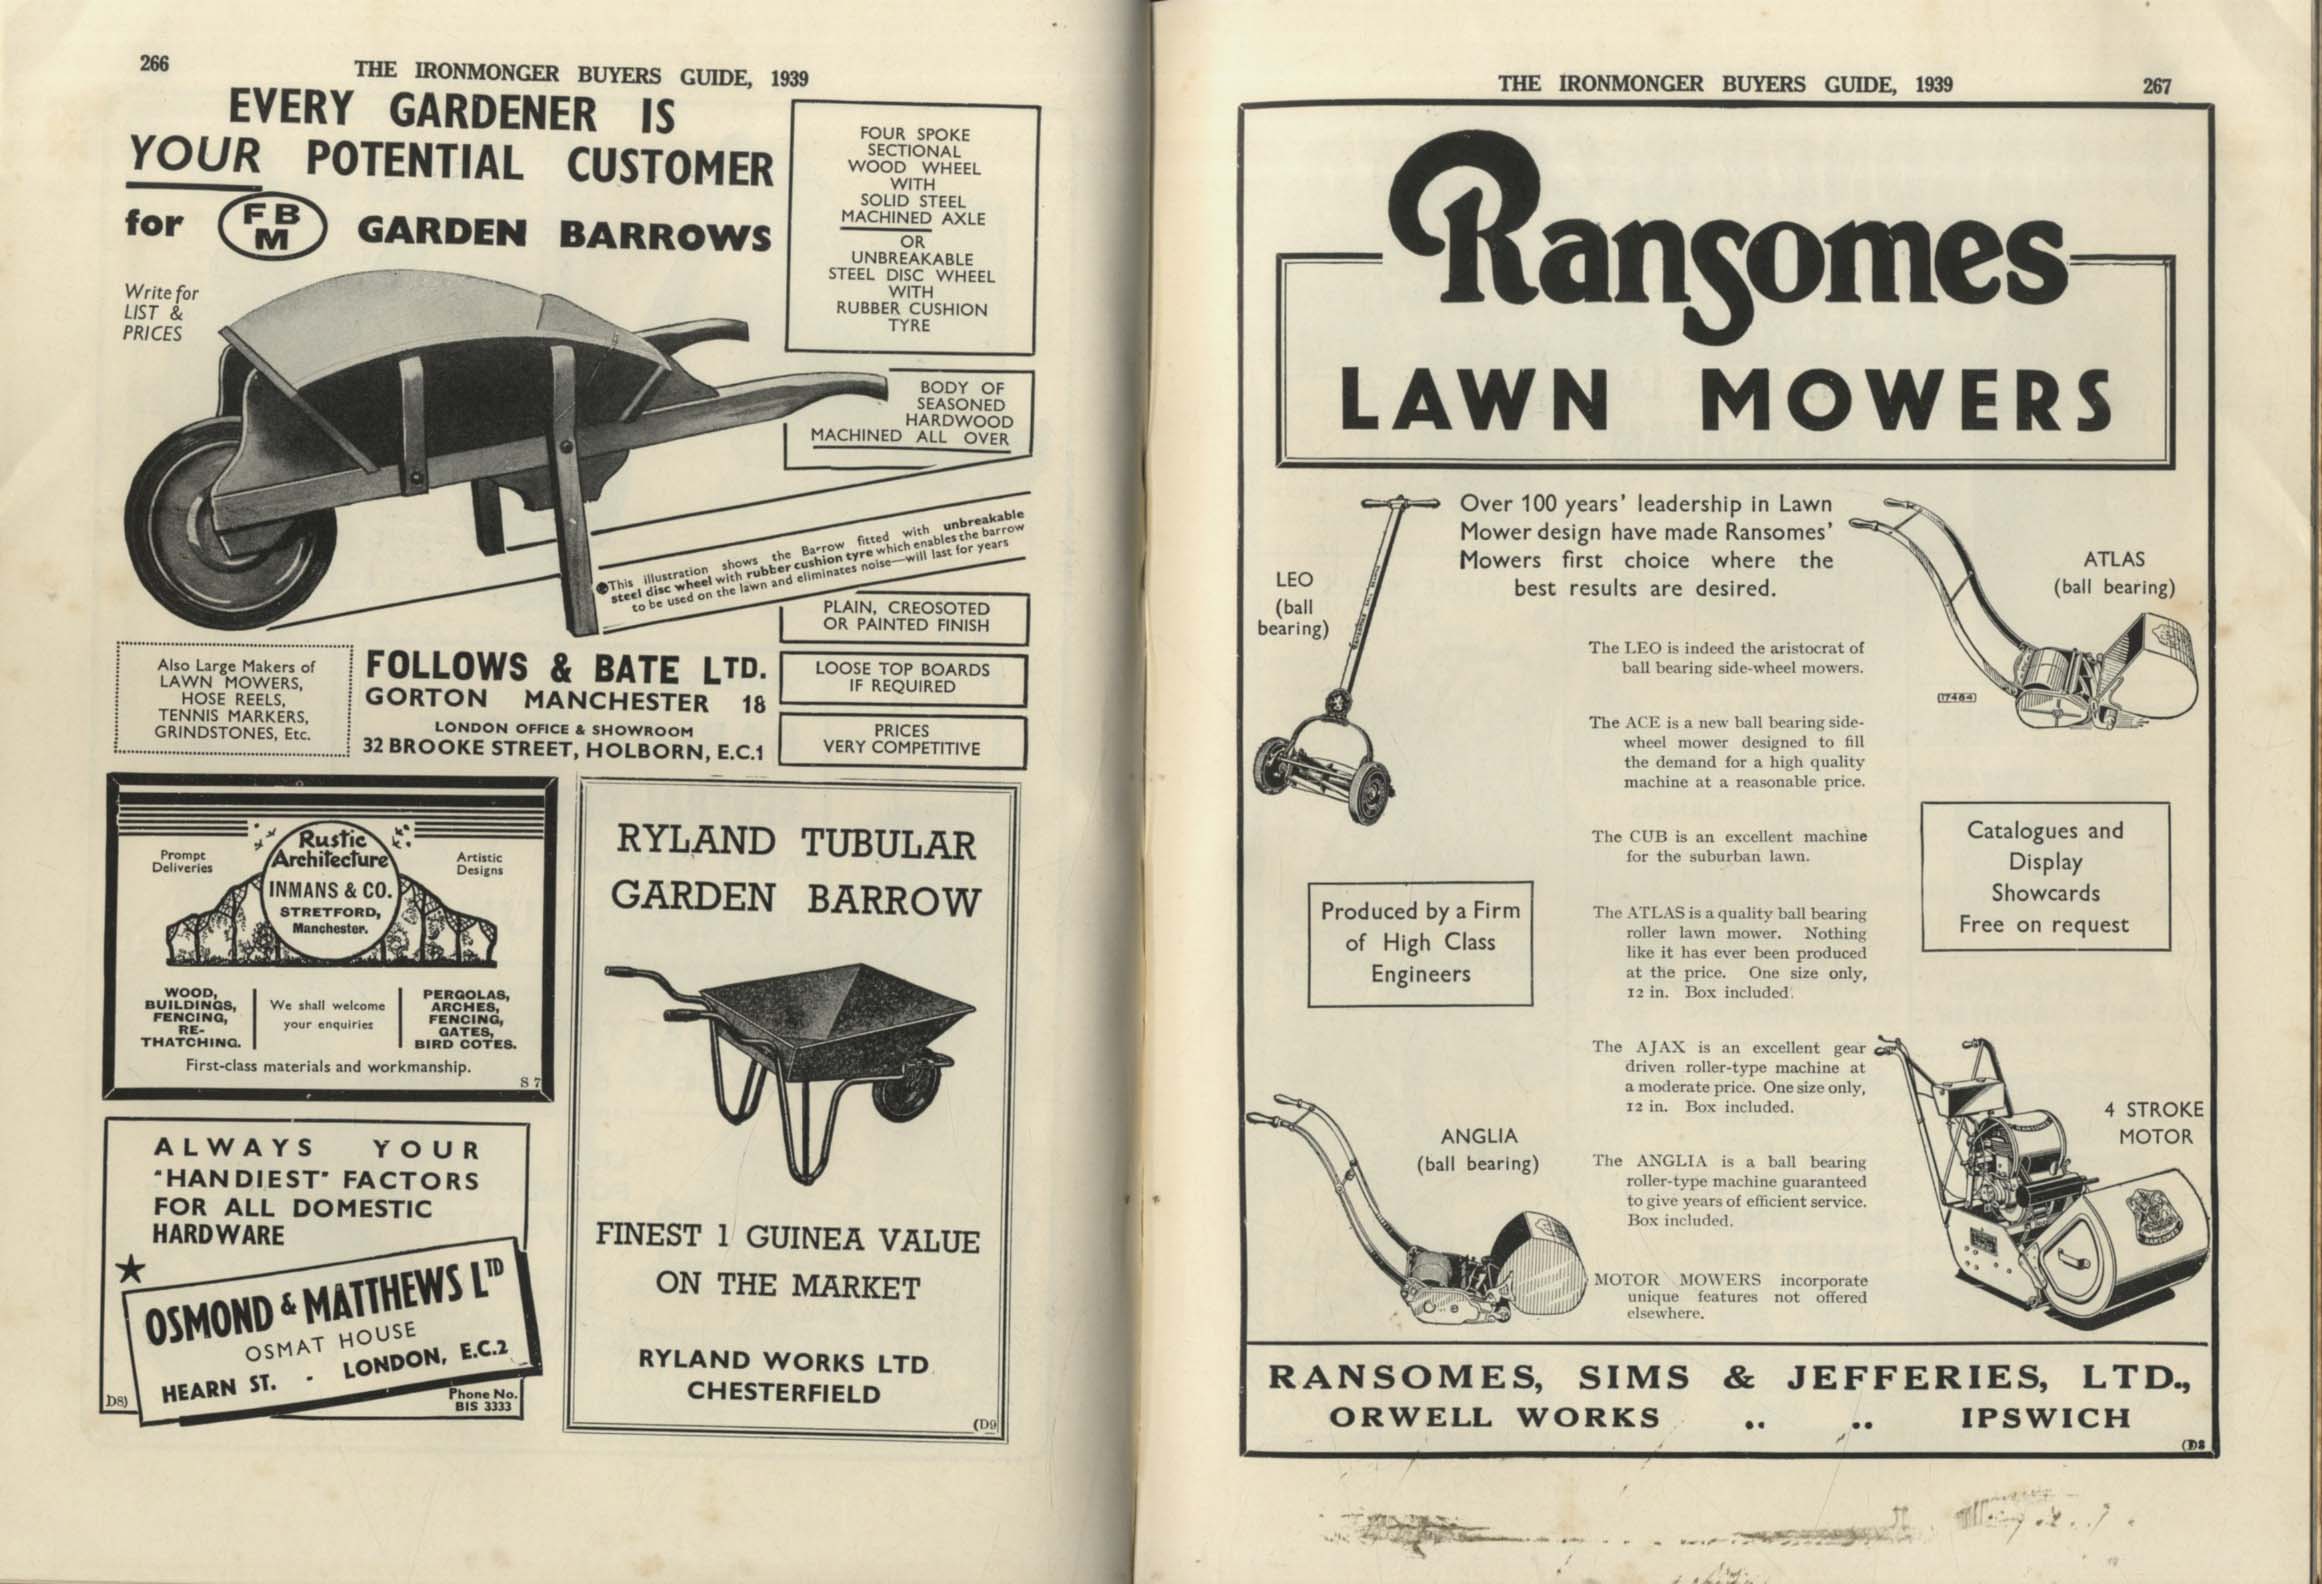 266
THE IRONMONGER BUYERS GUIDE, 1939
EVERY GARDENER IS
YOUR POTENTIAL CUSTOMER
for FBM GARDEN BARROWS
Write for
LIST &
PRICES
FOUR SPOKE
SECTIONAL
WOOD WHEEL
WITH
SOLID STEEL
MACHINED AXLE
OR
UNBREAKABLE
STEEL DISC WHEEL
WITH
RUBBER CUSHION
TYRE
BODY OF
SEASONED
HARDWOOD
MACHINED ALL OVER
This illustration shows the Barrow fitted with unbreakable
steel disc wheel with rubber cushion tyre which enables the barrow
to be used on the lawn and eliminates noise—will last for years
PLAIN, CREOSOTED
OR PAINTED FINISH
LOOSE TOP BOARDS
IF REQUIRED
PRICES
VERY COMPETITIVE
Also Large Makers of
LAWN MOWERS,
HOSE REELS,
TENNIS MARKERS,
GRINDSTONES, Etc.
FOLLOWS & BATE LTD.
GORTON MANCHESTER 18
LONDON OFFICE & SHOWROOM
32 BROOKE STREET, HOLBORN, E.C.1
Prompt
Deliveries
Rustic
Architecture
INMANS & CO.
STRETFORD,
Manchester.
Artistic
Designs
WOOD,
BUILDINGS,
FENCING,
RE-
THATCHING.
We shall welcome
your enquiries
PERGOLAS,
ARCHES,
FENCING,
GATES,
BIRD COTES.
First-class materials and workmanship.
S 7
ALWAYS YOUR
"HANDIEST" FACTORS
FOR ALL DOMESTIC
HARDWARE
OSMOND & MATTHEWS LTD
OSMAT HOUSE
HEARN ST. - LONDON, E.C.2
Phone No.
BIS 3333
D8)
RYLAND TUBULAR
GARDEN BARROW
FINEST 1 GUINEA VALUE
ON THE MARKET
RYLAND WORKS LTD
CHESTERFIELD
(D9
THE IRONMONGER BUYERS GUIDE, 1939
267
Ransomes
LAWN MOWERS
Over 100 years' leadership in Lawn
Mower design have made Ransomes'
Mowers first choice where the
best results are desired.
LEO
(ball
bearing)
ATLAS
(ball bearing)
17484
The LEO is indeed the aristocrat of
ball bearing side-wheel mowers.
The ACE is a new ball bearing side-
wheel mower designed to fill
the demand for a high quality
machine at a reasonable price.
The CUB is an excellent machine
for the suburban lawn.
The ATLAS is a quality ball bearing
roller lawn mower. Nothing
like it has ever been produced
at the price. One size only,
12 in. Box included.
The AJAX is an excellent gear
driven roller-type machine at
a moderate price. One size only,
12 in. Box included.
The ANGLIA is a ball bearing
roller-type machine guaranteed
to give years of efficient service.
Box included.
MOTOR MOWERS incorporate
unique features not offered
elsewhere.
Produced by a Firm
of High Class
Engineers
Catalogues and
Display
Showcards
Free on request
ANGLIA
(ball bearing)
4 STROKE
MOTOR
RANSOMES
RANSOMES, SIMS & JEFFERIES, LTD.,
ORWELL WORKS .. .. IPSWICH
(D8